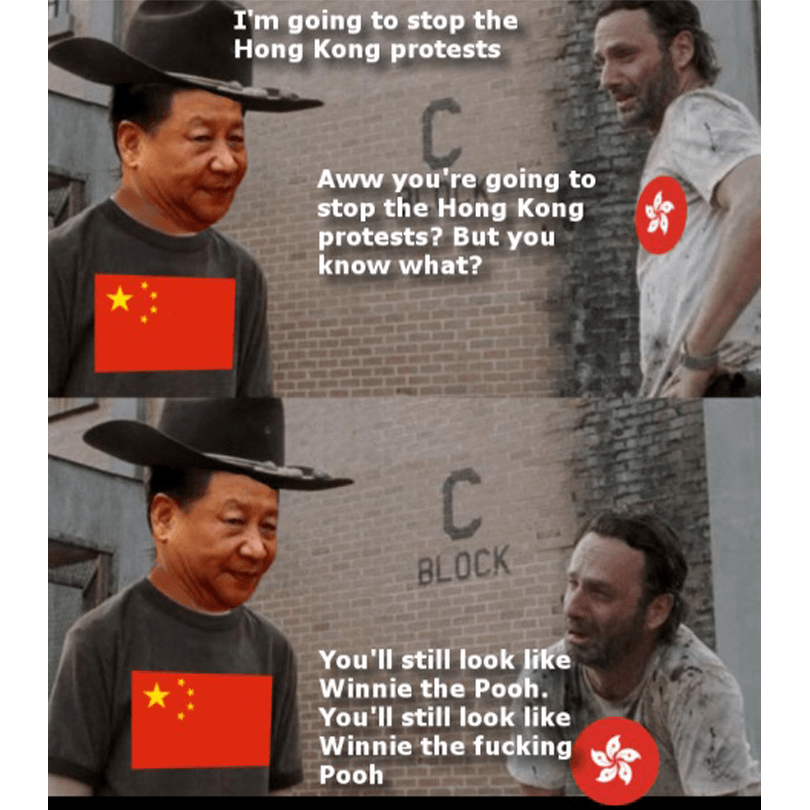 I'm going to stop the
Hong Kong protests
C
Aww you're going to
stop the Hong Kong
protests? But you
know what?
C
BLOCK
You'll still look like
Winnie the Pooh.
You'll still look like
Winnie the fucking
Pooh